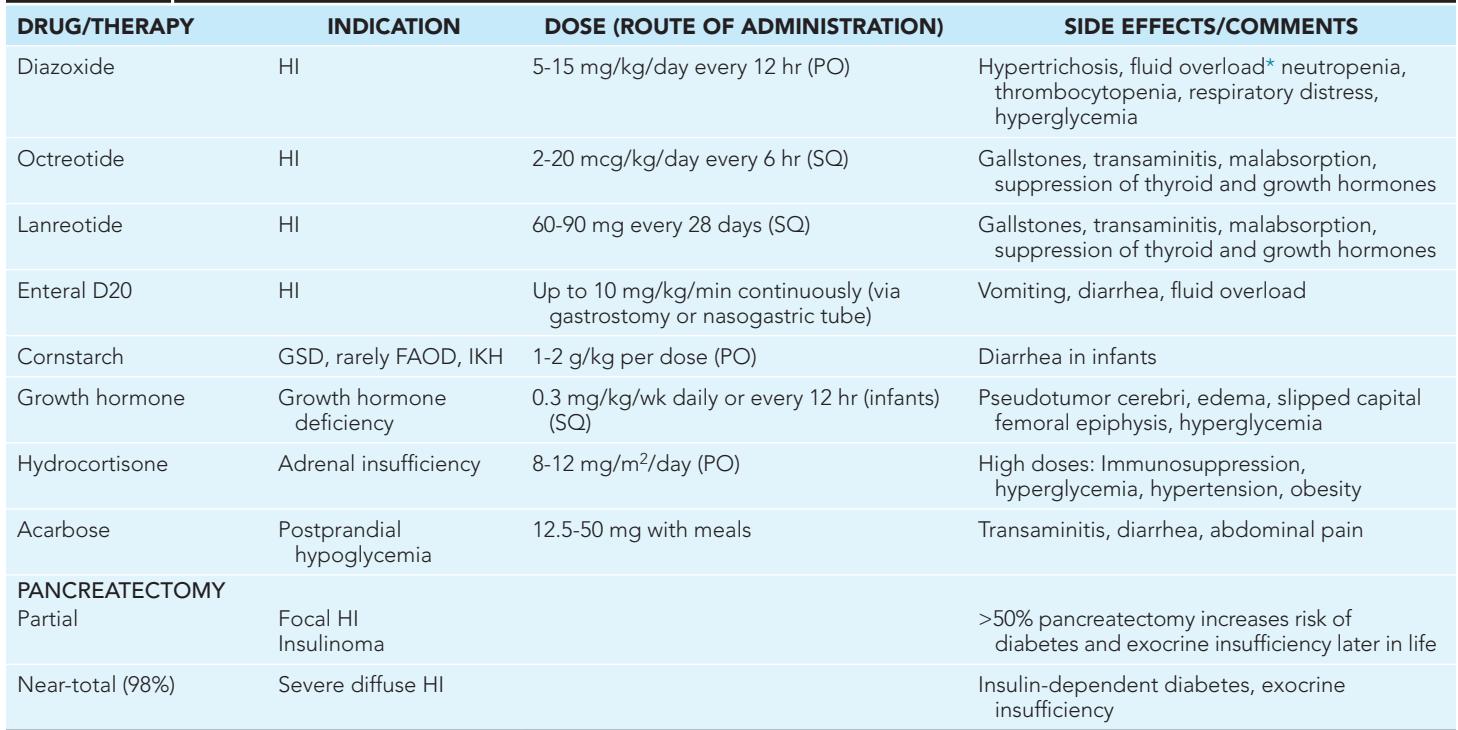 DRUG/THERAPY INDICATION DOSE (ROUTE OF ADMINISTRATION) SIDE EFFECTS/COMMENTS
Diazoxide HI 5-15 mg/kg/day every 12 hr (PO) Hypertrichosis, fluid overload* neutropenia,
thrombocytopenia, respiratory distress,
hyperglycemia
Octreotide HI 2-20 mcg/kg/day every 6 hr (SQ) Gallstones, transaminitis, malabsorption,
suppression of thyroid and growth hormones
Lanreotide HI 60-90 mg every 28 days (SQ) Gallstones, transaminitis, malabsorption,
suppression of thyroid and growth hormones
Enteral D20 HI Up to 10 mg/kg/min continuously (via Vomiting, diarrhea, fluid overload
gastrostomy or nasogastric tube)
Cornstarch GSD, rarely FAOD, IKH 1-2 g/kg per dose (PO) Diarrhea in infants
Growth hormone Growth hormone 0.3 mg/kg/wk daily or every 12 hr (infants) Pseudotumor cerebri, edema, slipped capital
deficiency (SQ) femoral epiphysis, hyperglycemia
Hydrocortisone Adrenal insufficiency 8-12 mg/m²/day (PO) High doses: Immunosuppression,
hyperglycemia, hypertension, obesity
Acarbose Postprandial 12.5-50 mg with meals Transaminitis, diarrhea, abdominal pain
hypoglycemia
PANCREATECTOMY
Partial Focal HI >50% pancreatectomy increases risk of
Insulinoma diabetes and exocrine insufficiency later in life
Near-total (98%) Severe diffuse HI Insulin-dependent diabetes, exocrine
insufficiency